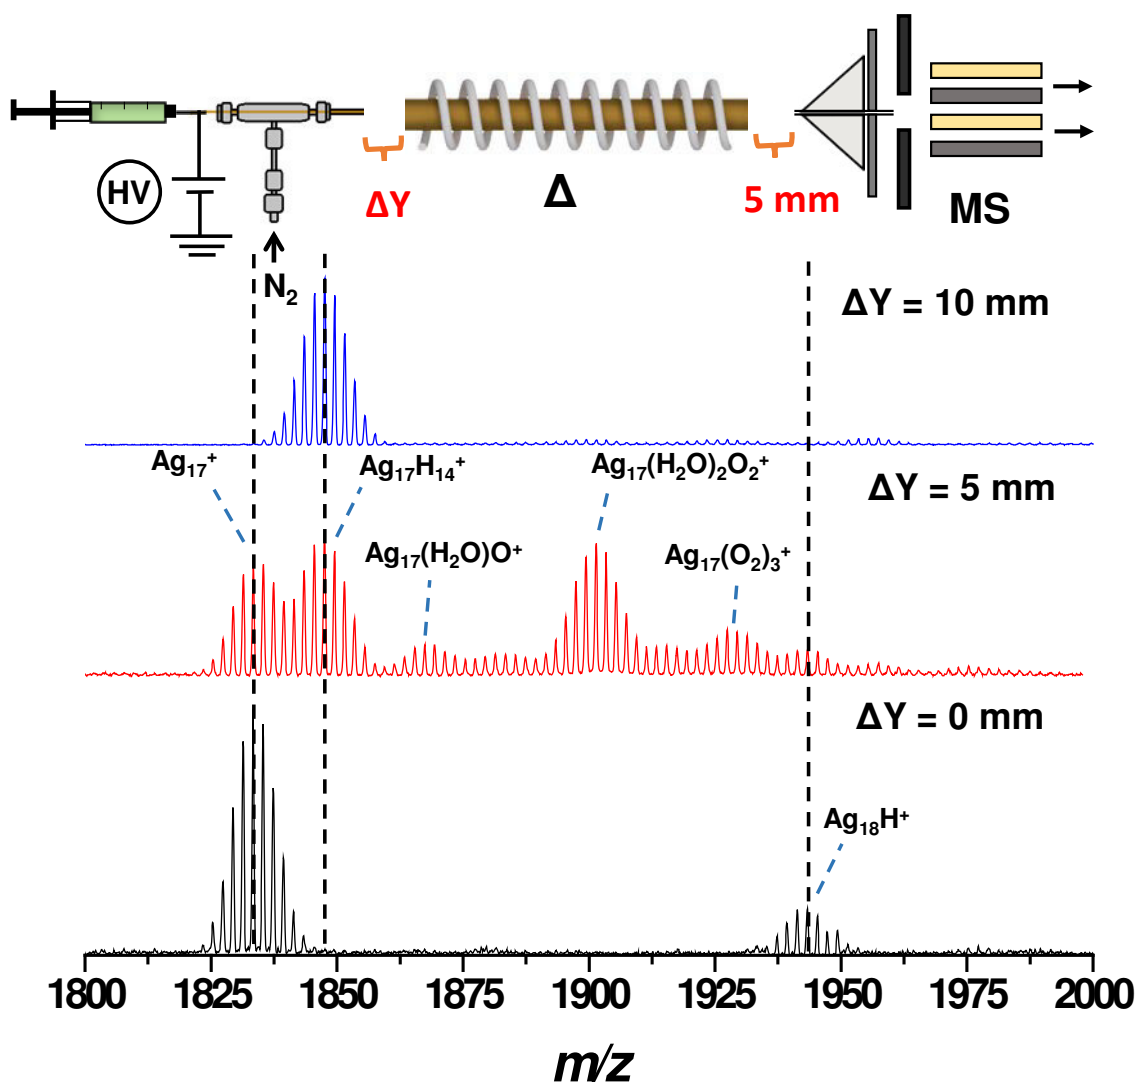 HV
N₂
ΔY
Δ
5 mm
MS
ΔY = 10 mm
Ag₁₇⁺
Ag₁₇H₁₄⁺
Ag₁₇(H₂O)₂O₂⁺
ΔY = 5 mm
Ag₁₇(H₂O)O⁺
Ag₁₇(O₂)₃⁺
ΔY = 0 mm
Ag₁₈H⁺
1800 1825 1850 1875 1900 1925 1950 1975 2000
m/z